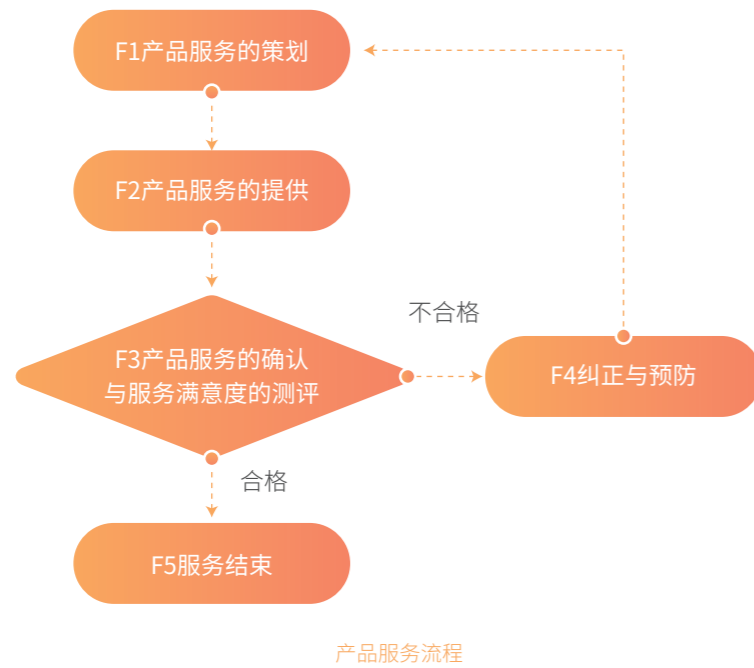 F1产品服务的策划
F2产品服务的提供
F3产品服务的确认
与服务满意度的测评
不合格
F4纠正与预防
合格
F5服务结束
产品服务流程